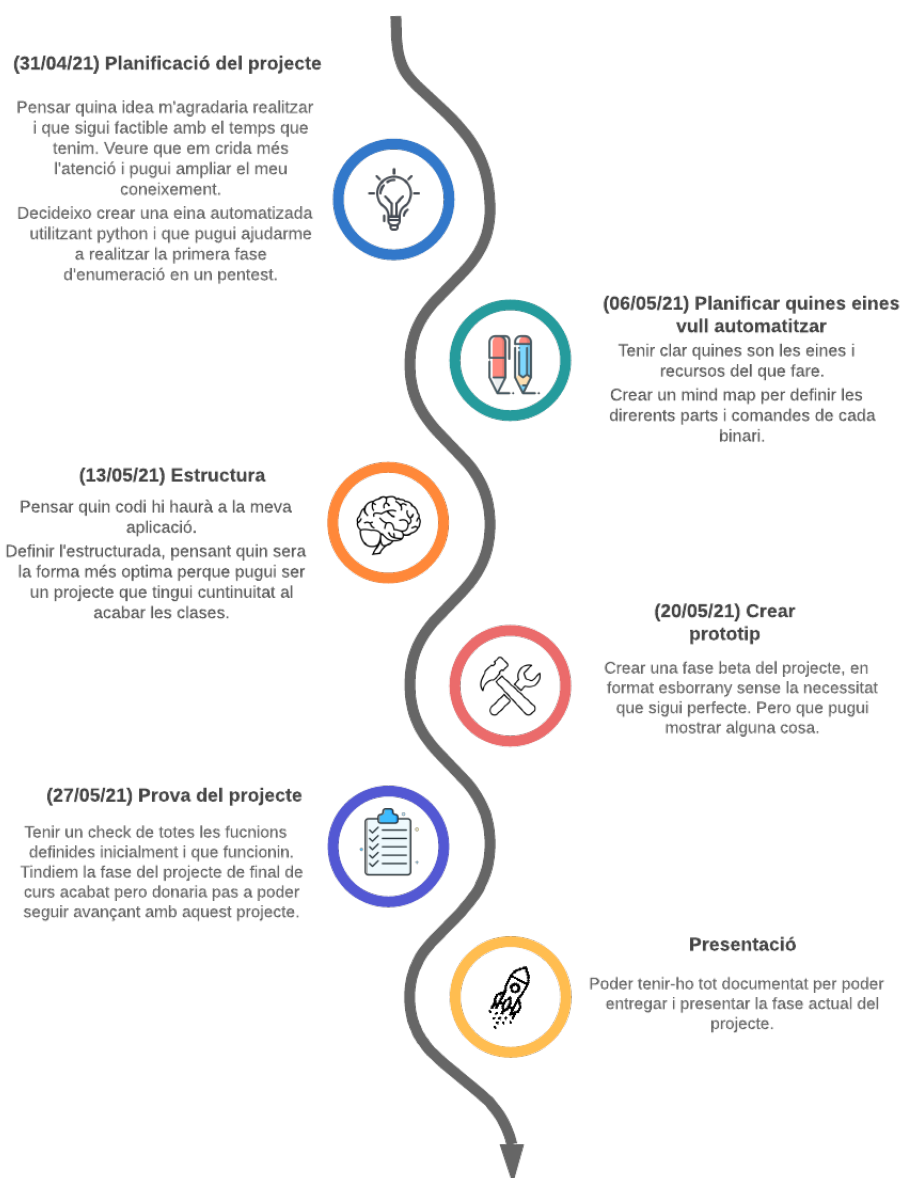 (31/04/21) Planificació del projecte
Pensar quina idea m'agradaria realitzar
i que sigui factible amb el temps que
tenim. Veure que em crida més
l'atenció i pugui ampliar el meu
coneixement.
Decideixo crear una eina automatizada
utilitzant python i que pugui ajudarme
a realitzar la primera fase
d'enumeració en un pentest.
(06/05/21) Planificar quines eines
vull automatitzar
Tenir clar quines son les eines i
recursos del que fare.
Crear un mind map per definir les
direrents parts i comandes de cada
binari.
(13/05/21) Estructura
Pensar quin codi hi haurà a la meva
aplicació.
Definir l'estructurada, pensant quin sera
la forma més optima perque pugui ser
un projecte que tingui cuntinuitat al
acabar les clases.
(20/05/21) Crear
prototip
Crear una fase beta del projecte, en
format esborrany sense la necessitat
que sigui perfecte. Pero que pugui
mostrar alguna cosa.
(27/05/21) Prova del projecte
Tenir un check de totes les fucnions
definides inicialment i que funcionin.
Tindiem la fase del projecte de final de
curs acabat pero donaria pas a poder
seguir avançant amb aquest projecte.
Presentació
Poder tenir-ho tot documentat per poder
entregar i presentar la fase actual del
projecte.